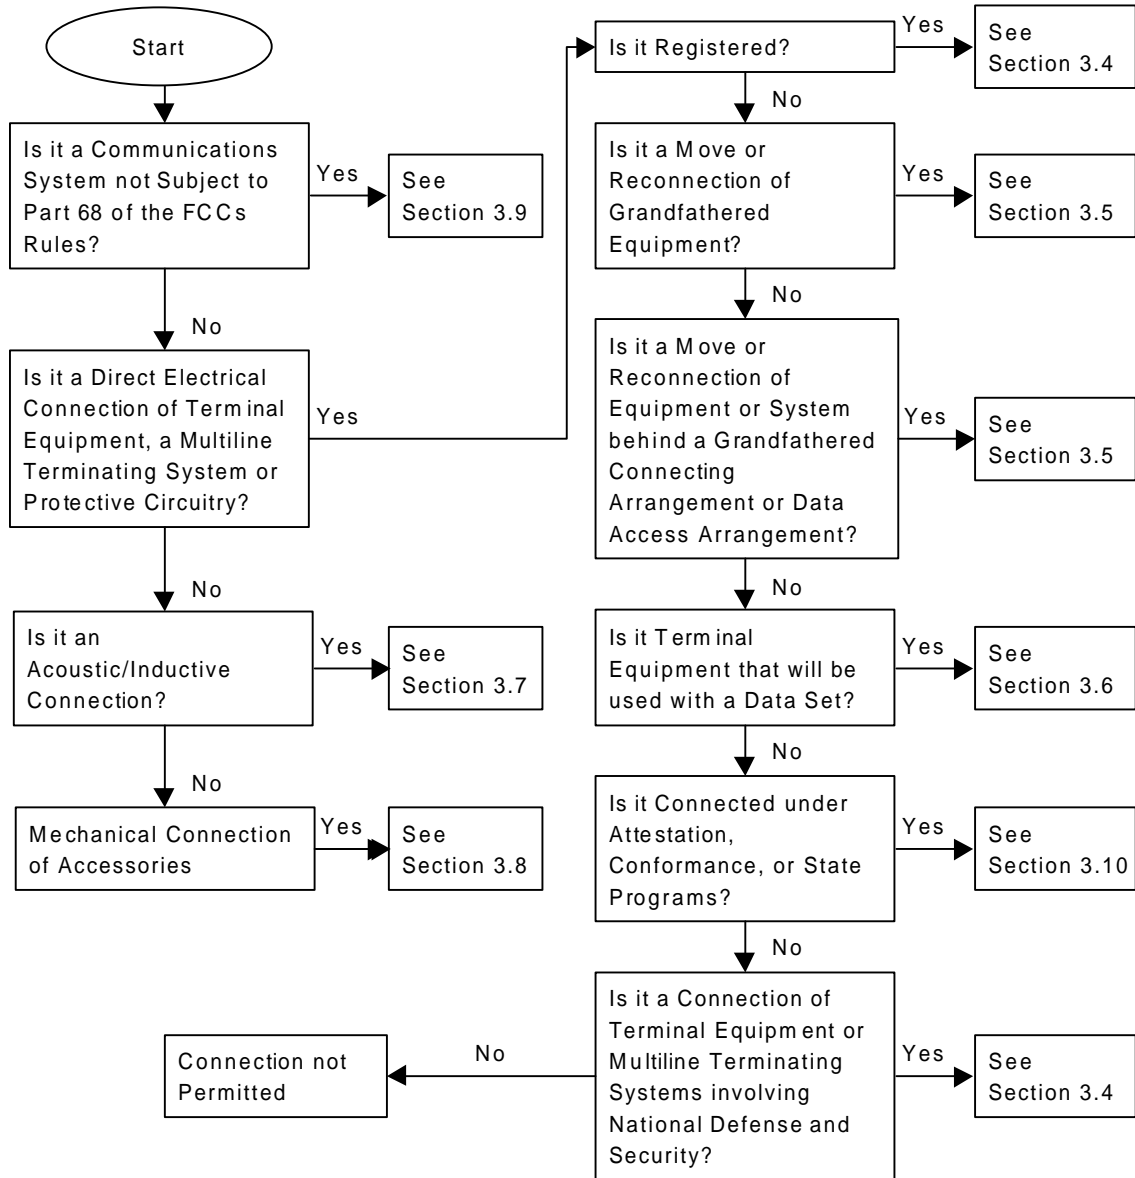 Start
Is it a Communications
System not Subject to
Part 68 of the FCCs
Rules?
Yes
See
Section 3.9
No
Is it a Direct Electrical
Connection of Terminal
Equipment, a Multiline
Terminating System or
Protective Circuitry?
Yes
No
Is it an
Acoustic/Inductive
Connection?
Yes
See
Section 3.7
No
Mechanical Connection
of Accessories
Yes
See
Section 3.8
Is it Registered?
Yes
See
Section 3.4
No
Is it a Move or
Reconnection of
Grandfathered
Equipment?
Yes
See
Section 3.5
No
Is it a Move or
Reconnection of
Equipment or System
behind a Grandfathered
Connecting
Arrangement or Data
Access Arrangement?
Yes
See
Section 3.5
No
Is it Terminal
Equipment that will be
used with a Data Set?
Yes
See
Section 3.6
No
Is it Connected under
Attestation,
Conformance, or State
Programs?
Yes
See
Section 3.10
No
Is it a Connection of
Terminal Equipment or
Multiline Terminating
Systems involving
National Defense and
Security?
Yes
See
Section 3.4
No
Connection not
Permitted